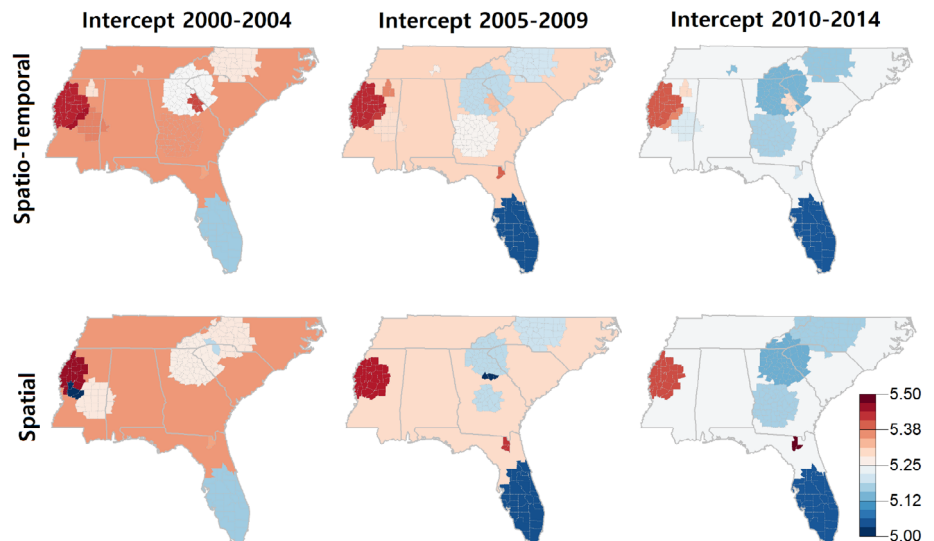 Intercept 2000-2004
Intercept 2005-2009
Intercept 2010-2014
Spatio-Temporal
Spatial
5.50
5.38
5.25
5.12
5.00